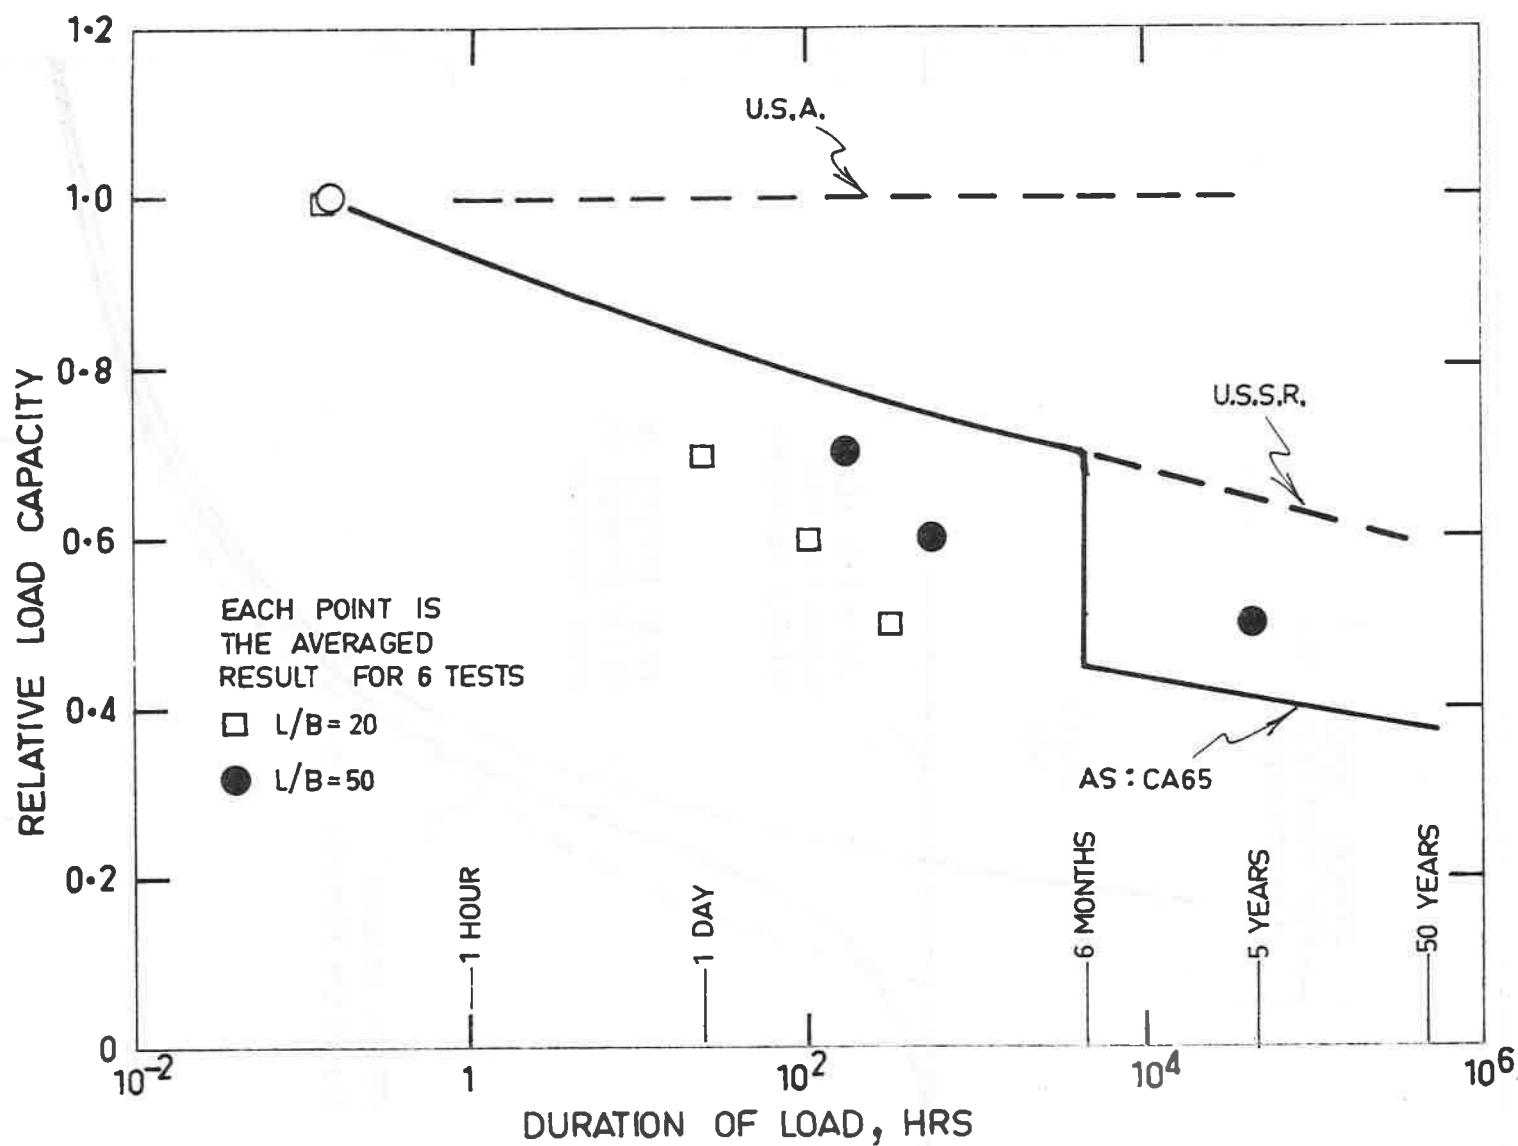 1·2
1·0
0·8
0·6
0·4
0·2
0
RELATIVE LOAD CAPACITY
U.S.A.
U.S.S.R.
EACH POINT IS
THE AVERAGED
RESULT FOR 6 TESTS
L/B=20
L/B=50
AS:CA65
1 HOUR
1 DAY
6 MONTHS
5 YEARS
50 YEARS
10-2
1
10²
10⁴
10⁶
DURATION OF LOAD, HRS